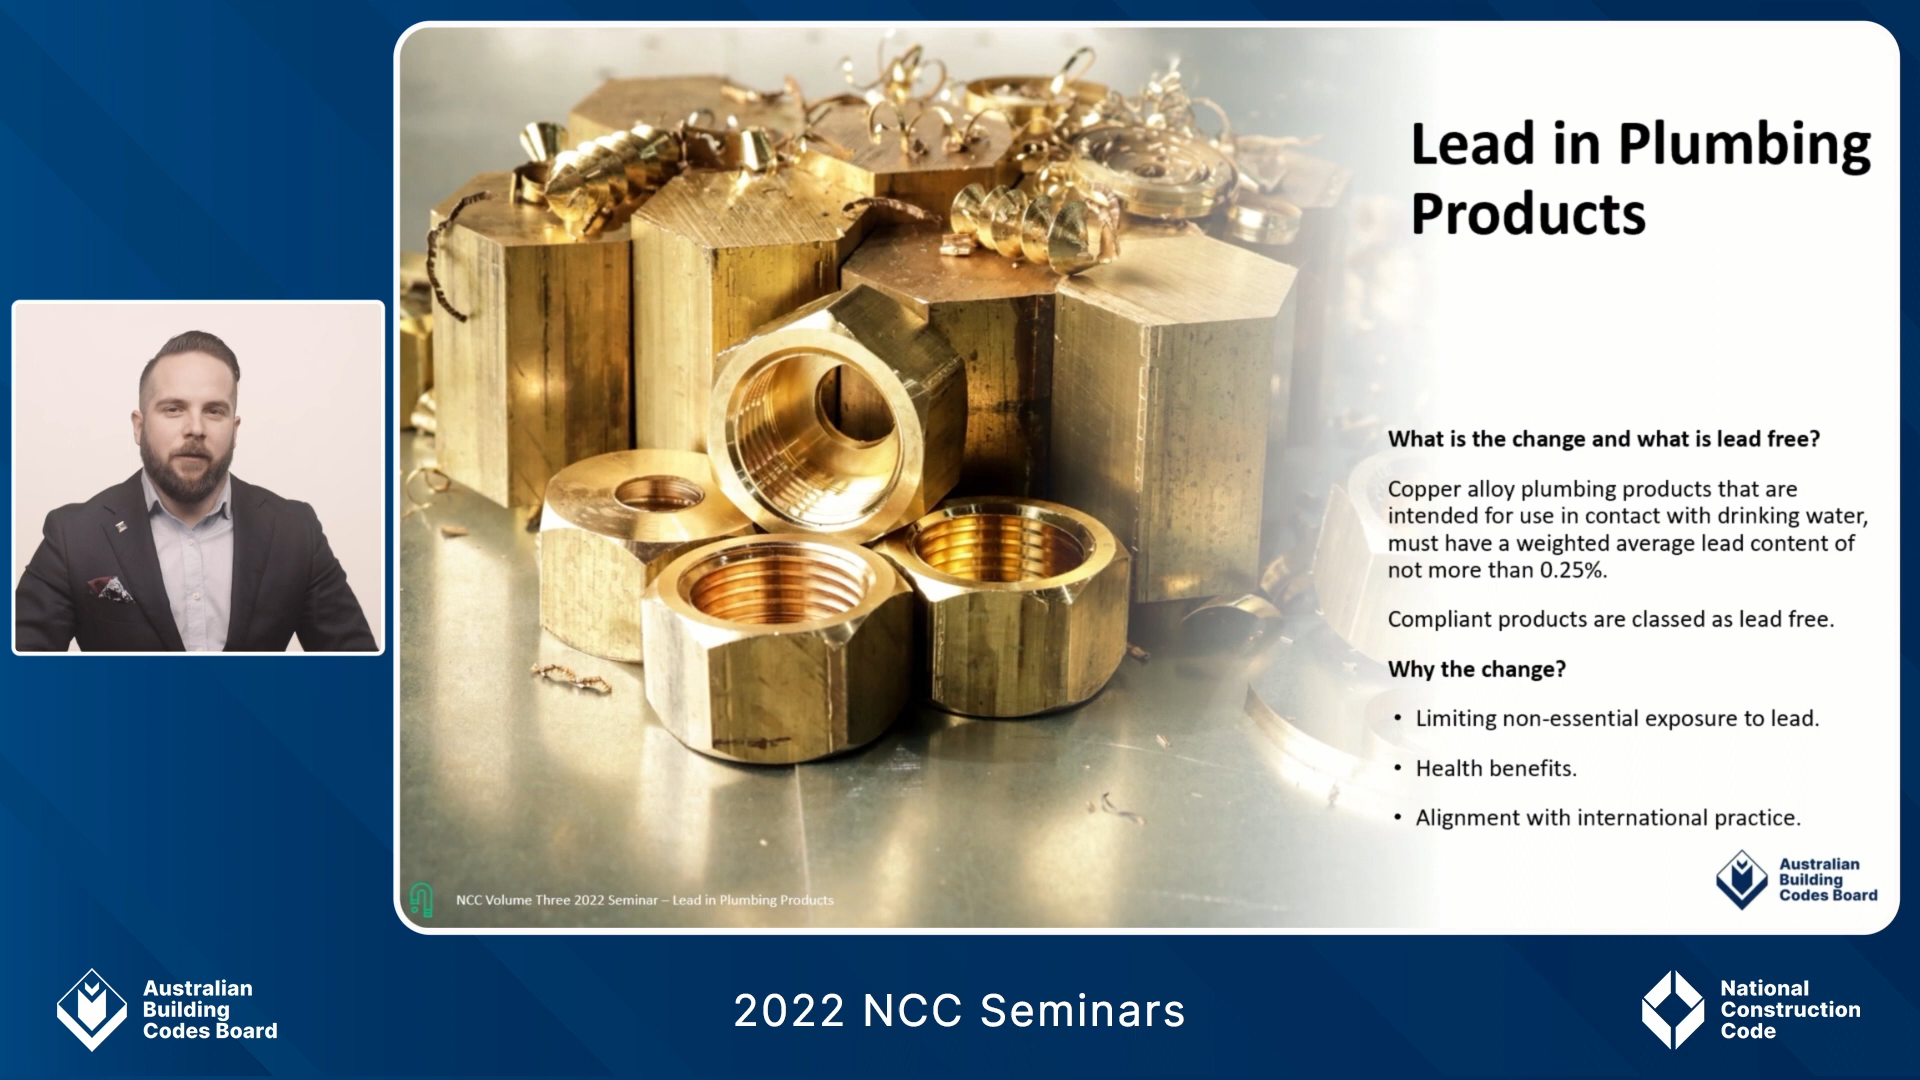 Lead in Plumbing
Products
What is the change and what is lead free?
Copper alloy plumbing products that are
intended for use in contact with drinking water,
must have a weighted average lead content of
not more than 0.25%.
Compliant products are classed as lead free.
Why the change?
• Limiting non-essential exposure to lead.
• Health benefits.
• Alignment with international practice.
Australian
Building
Codes Board
NCC Volume Three 2022 Seminar – Lead in Plumbing Products
Australian
Building
Codes Board
2022 NCC Seminars
National
Construction
Code